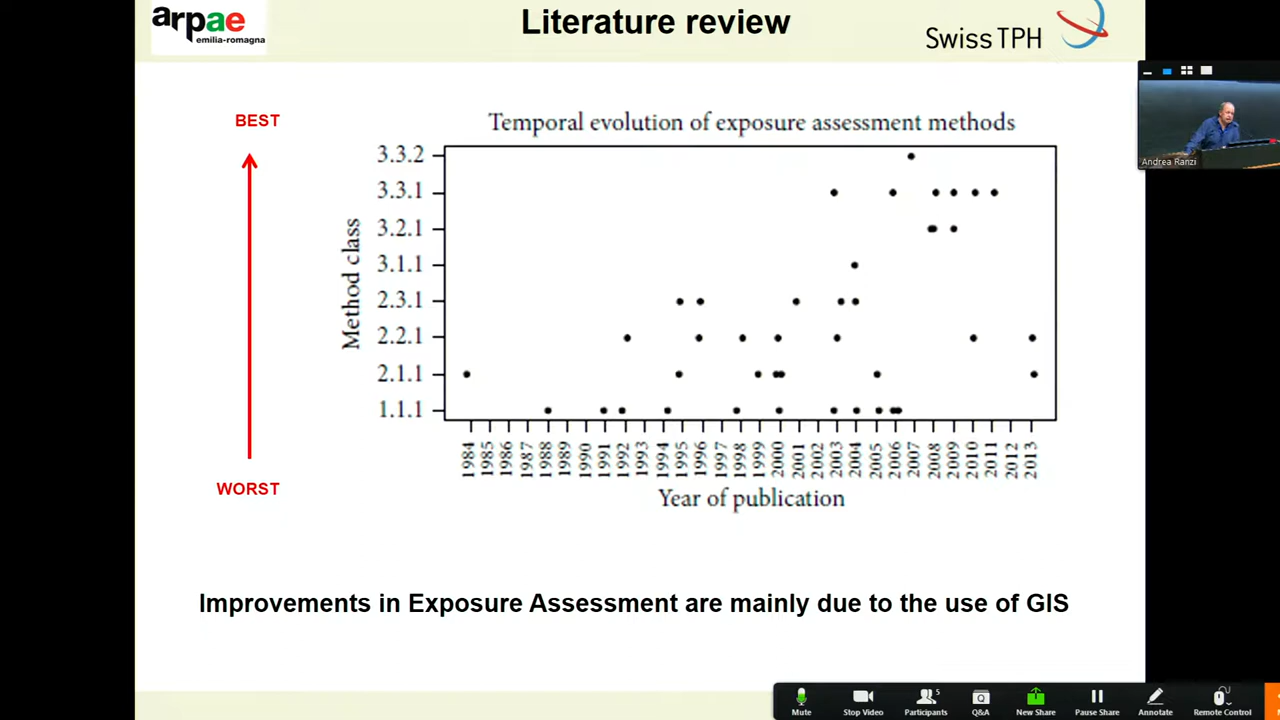 arpae
emilia-romagna
Literature review
Swiss TPH
BEST
WORST
Temporal evolution of exposure assessment methods
Method class
3.3.2
3.3.1
3.2.1
3.1.1
2.3.1
2.2.1
2.1.1
1.1.1
1984
1985
1986
1987
1988
1989
1990
1991
1992
1993
1994
1995
1996
1997
1998
1999
2000
2001
2002
2003
2004
2005
2006
2007
2008
2009
2010
2011
2012
2013
Year of publication
Improvements in Exposure Assessment are mainly due to the use of GIS
Andrea Ranzi
Mute
Stop Video
5
Participants
Q
Q&A
New Share
Pause Share
Annotate
Remote Control